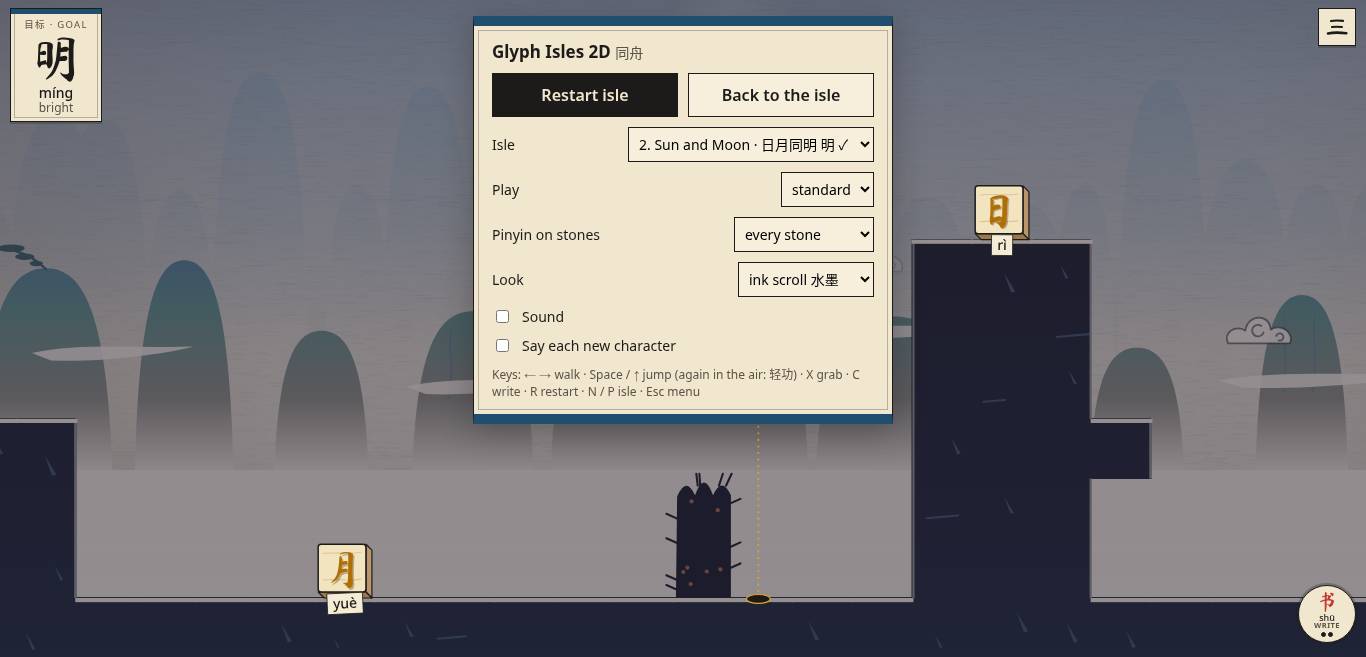 目标 · GOAL
明
míng
bright
Glyph Isles 2D 同舟
Restart isle
Back to the isle
Isle
2. Sun and Moon · 日月同明 明 ✓
Play
standard
Pinyin on stones
every stone
Look
ink scroll 水墨
Sound
Say each new character
Keys: ← → walk · Space / ↑ jump (again in the air: 轻功) · X grab · C
write · R restart · N / P isle · Esc menu
三
日
rì
月
yuè
书
shū
WRITE